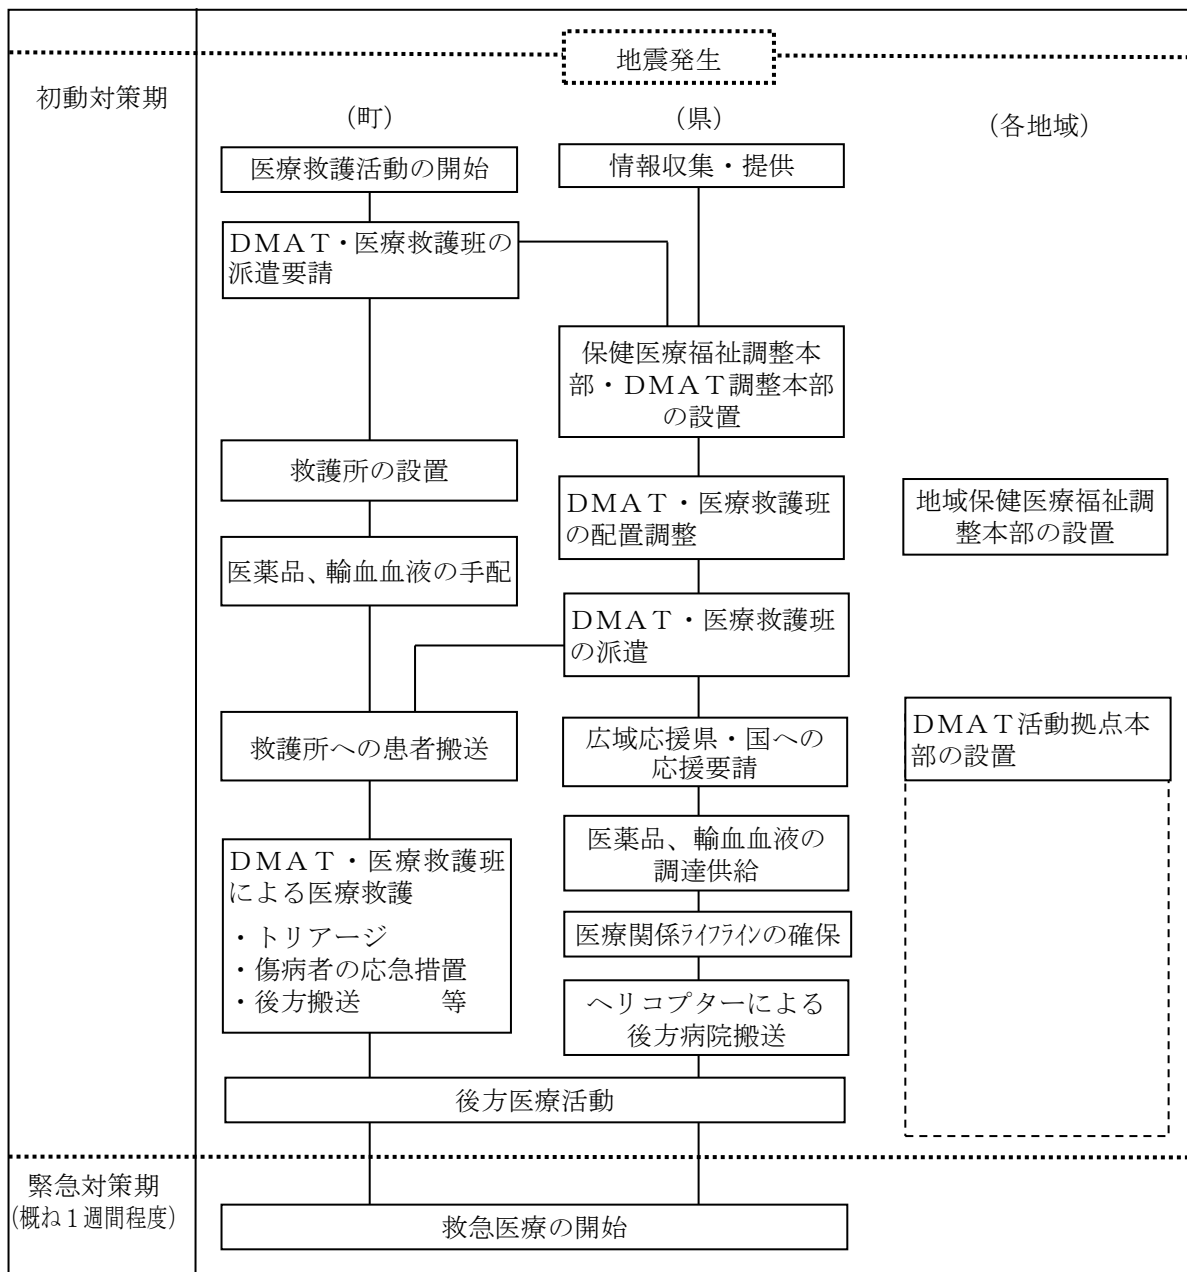 地震発生
初動対策期
（町）
（県）
（各地域）
医療救護活動の開始
情報収集・提供
ＤＭＡＴ・医療救護班の
派遣要請
保健医療福祉調整本
部・ＤＭＡＴ調整本部
の設置
救護所の設置
ＤＭＡＴ・医療救護班
の配置調整
地域保健医療福祉調
整本部の設置
医薬品、輸血血液の手配
ＤＭＡＴ・医療救護班
の派遣
救護所への患者搬送
広域応援県・国への
応援要請
ＤＭＡＴ活動拠点本
部の設置
ＤＭＡＴ・医療救護班
による医療救護
・トリアージ
・傷病者の応急措置
・後方搬送　　等
医薬品、輸血血液の
調達供給
医療関係ﾗｲﾌﾗｲﾝの確保
ヘリコプターによる
後方病院搬送
後方医療活動
緊急対策期
（概ね１週間程度）
救急医療の開始